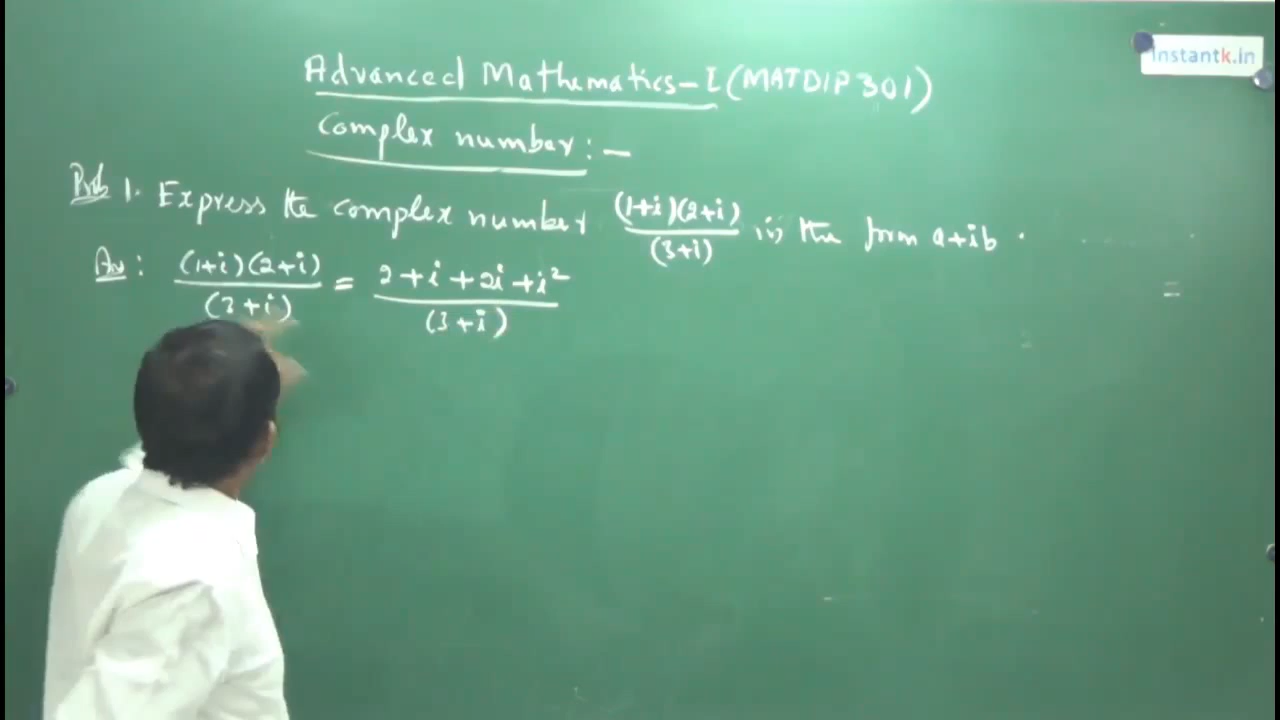 Instantk.in
Advanced Mathematics-I (MATDIP301)
Complex number:-
Prob 1. Express the complex number (1+i)(2+i)/(3+i) in the form a+ib.
Ans: (1+i)(2+i)/(3+i) = 2+i+2i+i²/(3+i)
=